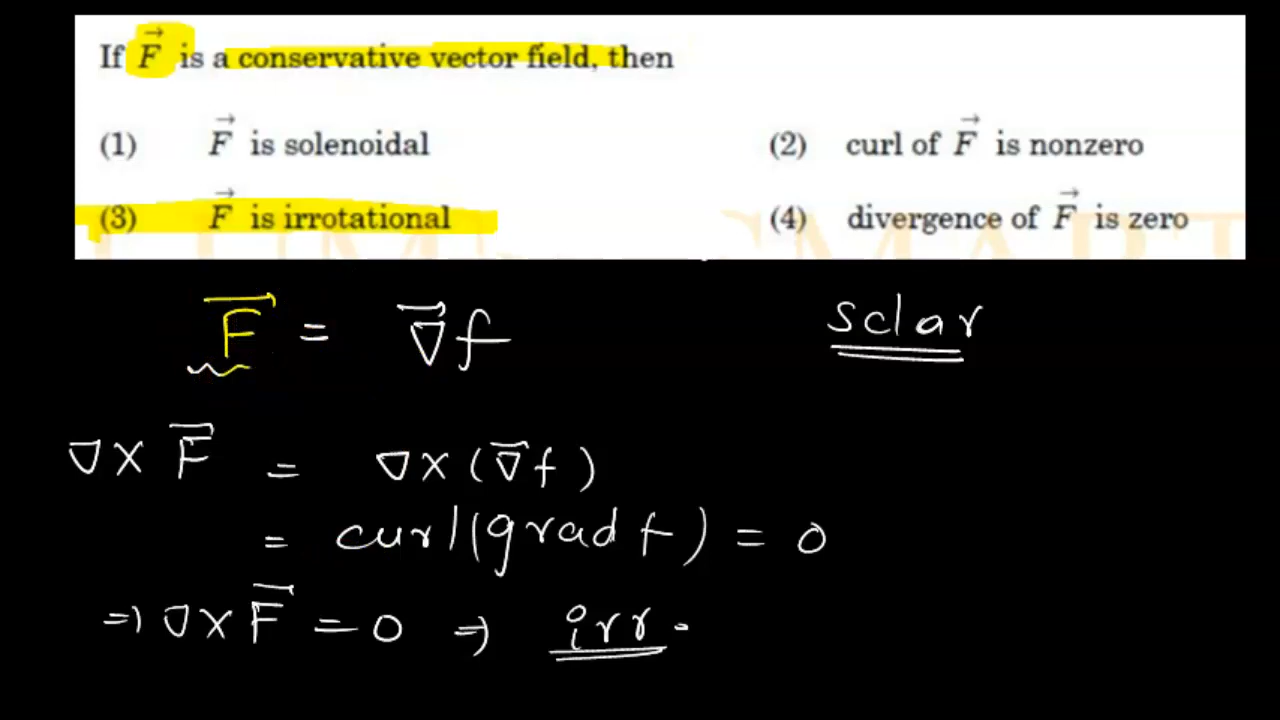 If F⃗ is a conservative vector field, then
(1) F⃗ is solenoidal (2) curl of F⃗ is nonzero
(3) F⃗ is irrotational (4) divergence of F⃗ is zero
F⃗ = ∇⃗f sclar
∇× F⃗ = ∇×(∇⃗f)
= curl(grad f) = 0
⇒ ∇× F⃗ = 0 ⇒ irr.